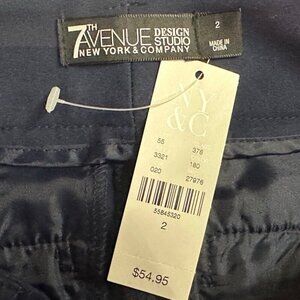 7TH AVENUE DESIGN STUDIO
NEW YORK & COMPANY
2
MADE IN
CHINA
NY
&C
55 376
3321 180
020 27976
55845320
2
$54.95